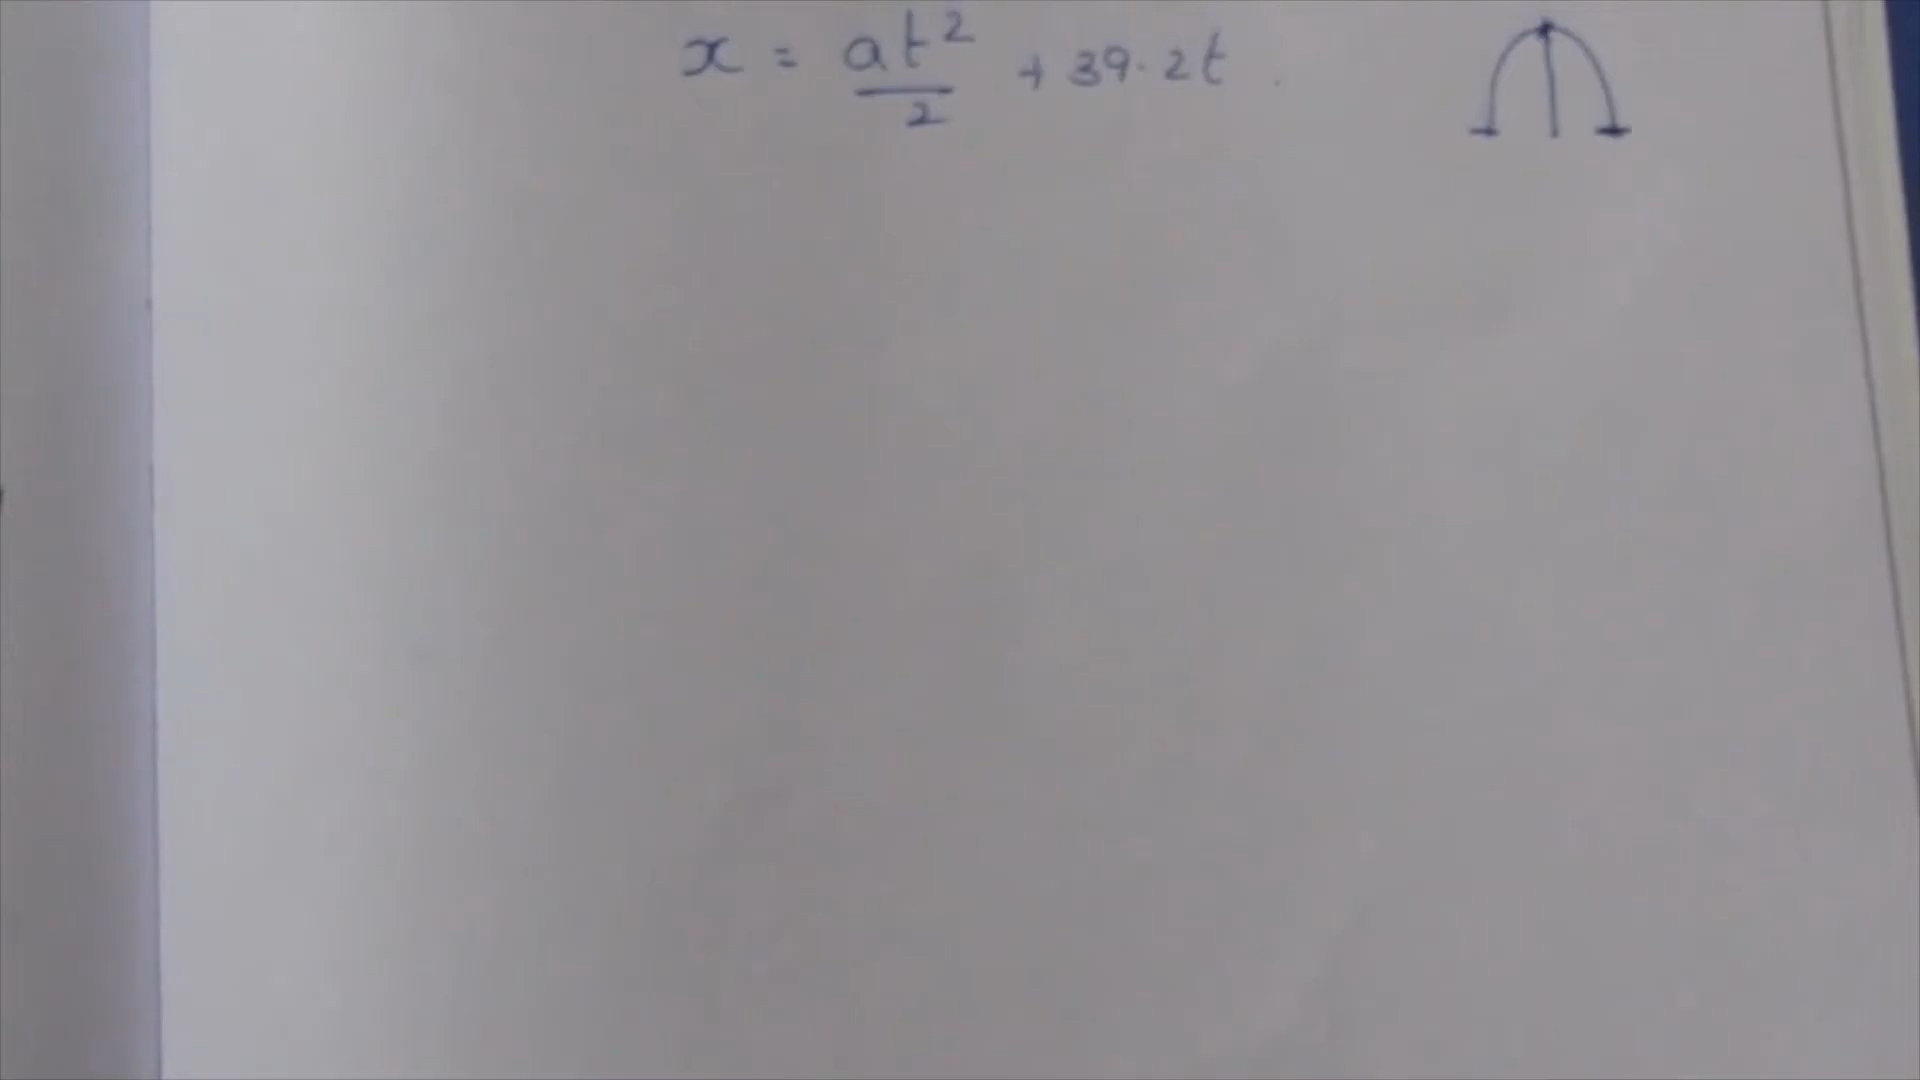 x = at²/2 + 39.2t